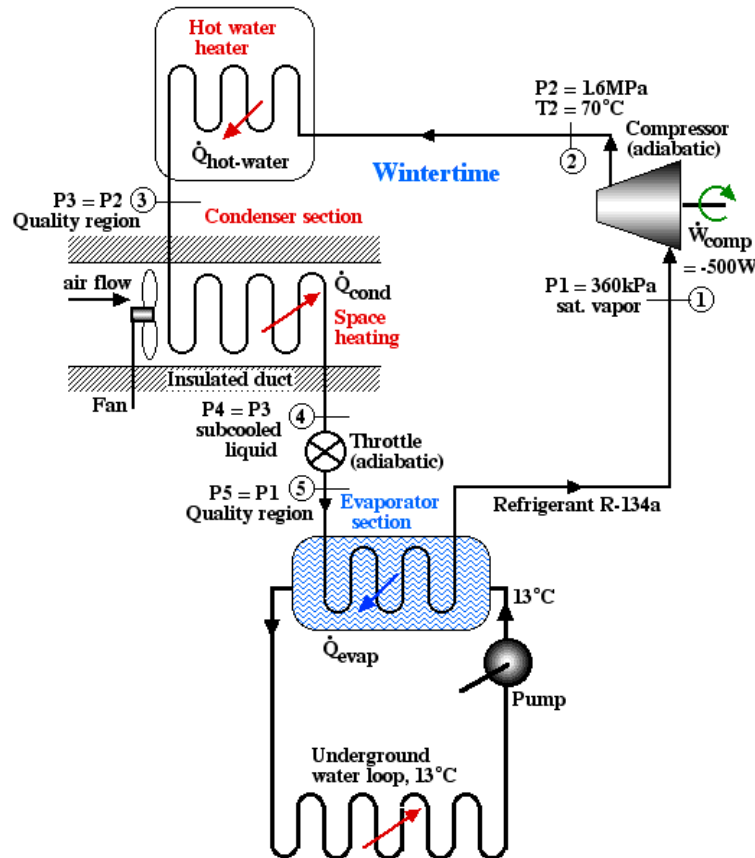 Hot water
heater
Q̇hot-water
P2 = 1.6MPa
T2 = 70°C
2
Compressor
(adiabatic)
Wintertime
Ẇcomp
= -500W
P3 = P2
Quality region
3
Condenser section
P1 = 360kPa
sat. vapor
1
air flow
Q̇cond
Space
heating
Insulated duct
Fan
P4 = P3
subcooled
liquid
4
Throttle
(adiabatic)
P5 = P1
Quality region
5
Evaporator
section
Refrigerant R-134a
13°C
Q̇evap
Pump
Underground
water loop, 13°C